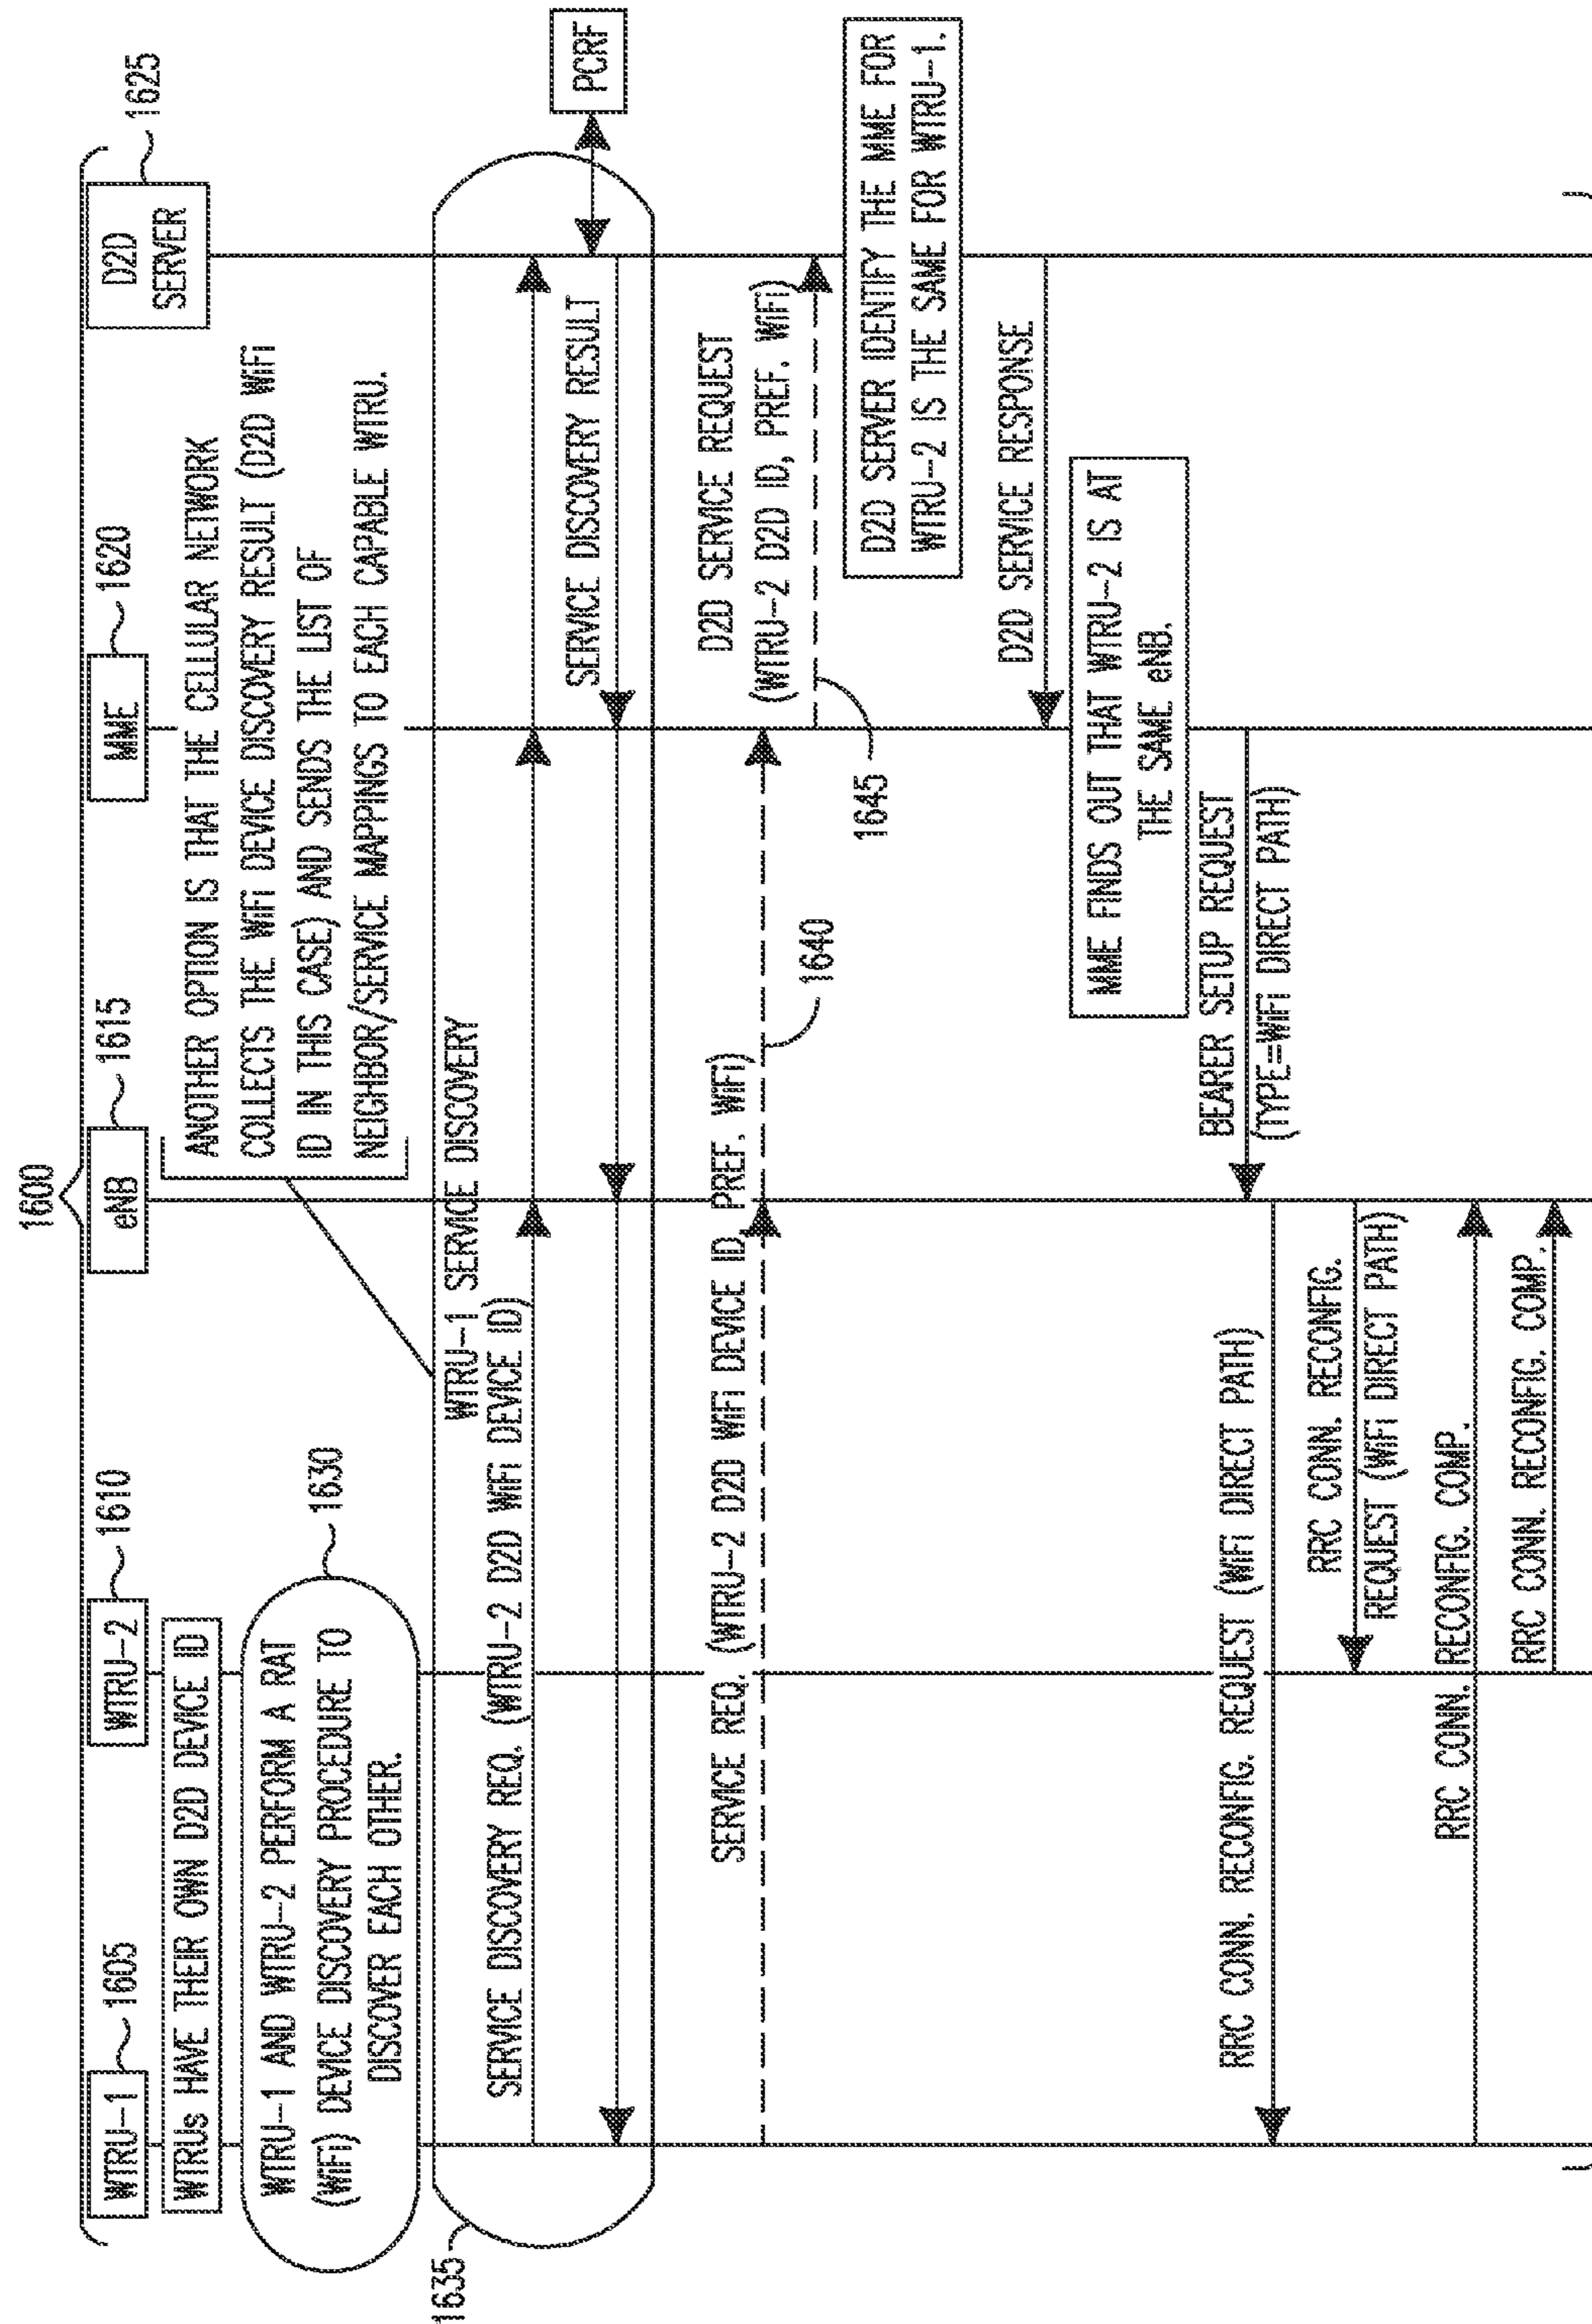 1600
WTRU-1
1605
WTRU-2
1610
eNB
1615
MME
1620
D2D
SERVER
1625
WTRUs HAVE THEIR OWN D2D DEVICE ID
WTRU-1 AND WTRU-2 PERFORM A RAT
(WiFi) DEVICE DISCOVERY PROCEDURE TO
DISCOVER EACH OTHER.
1630
ANOTHER OPTION IS THAT THE CELLULAR NETWORK
COLLECTS THE WiFi DEVICE DISCOVERY RESULT (D2D WiFi
ID IN THIS CASE) AND SENDS THE LIST OF
NEIGHBOR/SERVICE MAPPINGS TO EACH CAPABLE WTRU.
1635
WTRU-1 SERVICE DISCOVERY
SERVICE DISCOVERY REQ. (WTRU-2 D2D WiFi DEVICE ID)
PCRF
SERVICE DISCOVERY RESULT
SERVICE REQ. (WTRU-2 D2D WiFi DEVICE ID, PREF. WiFi)
1640
D2D SERVICE REQUEST
(WTRU-2 D2D ID, PREF. WiFi)
1645
D2D SERVER IDENTIFY THE MME FOR
WTRU-2 IS THE SAME FOR WTRU-1.
D2D SERVICE RESPONSE
MME FINDS OUT THAT WTRU-2 IS AT
THE SAME eNB.
BEARER SETUP REQUEST
(TYPE=WiFi DIRECT PATH)
RRC CONN. RECONFIG. REQUEST (WiFi DIRECT PATH)
RRC CONN. RECONFIG.
REQUEST (WiFi DIRECT PATH)
RRC CONN. RECONFIG. COMP.
RRC CONN. RECONFIG. COMP.